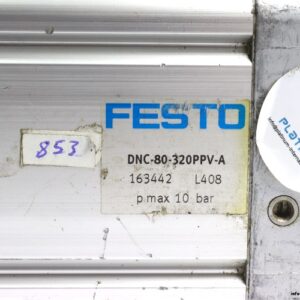 FESTO
DNC-80-320PPV-A
163442 L408
p max 10 bar
853